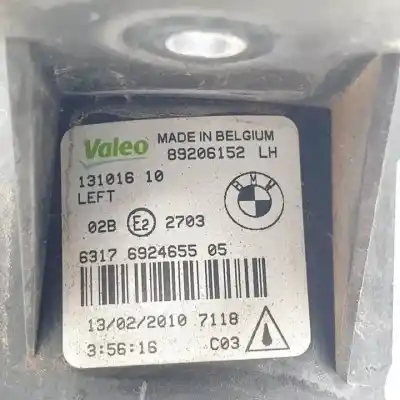 Valeo MADE IN BELGIUM
89206152 LH
131016 10
LEFT
BMW
02B E2 2703
6317 6924655 05
13/02/2010 7118
3:56:16 C03